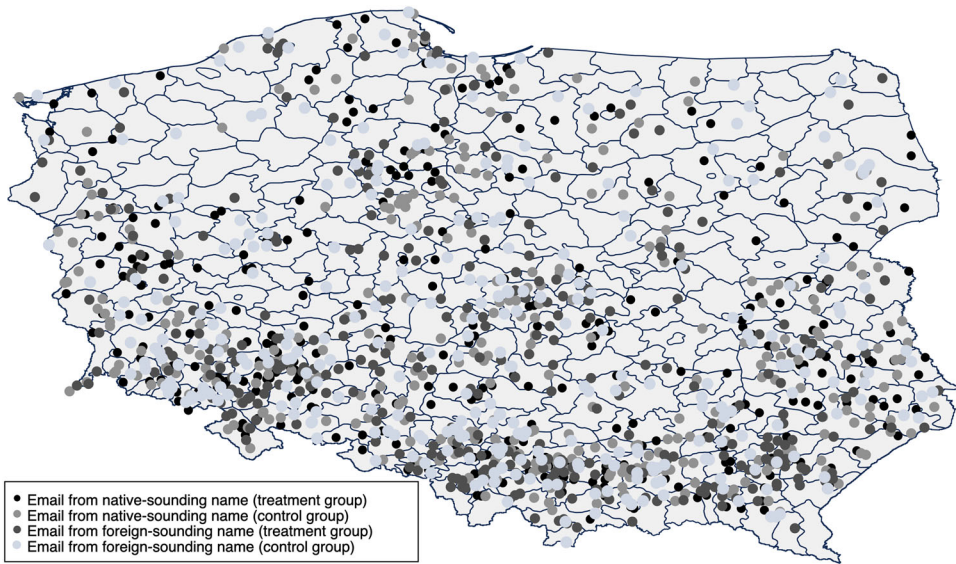 Email from native-sounding name (treatment group)
Email from native-sounding name (control group)
Email from foreign-sounding name (treatment group)
Email from foreign-sounding name (control group)